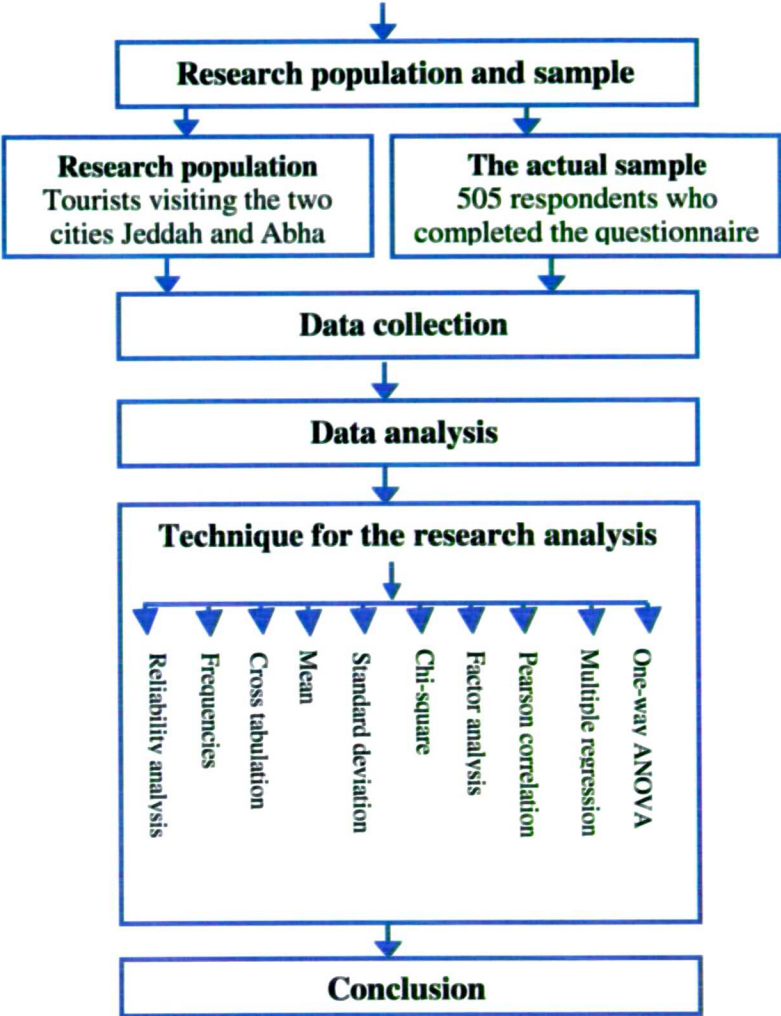 Research population and sample
Research population
Tourists visiting the two
cities Jeddah and Abha
The actual sample
505 respondents who
completed the questionnaire
Data collection
Data analysis
Technique for the research analysis
Reliability analysis
Frequencies
Cross tabulation
Mean
Standard deviation
Chi-square
Factor analysis
Pearson correlation
Multiple regression
One-way ANOVA
Conclusion